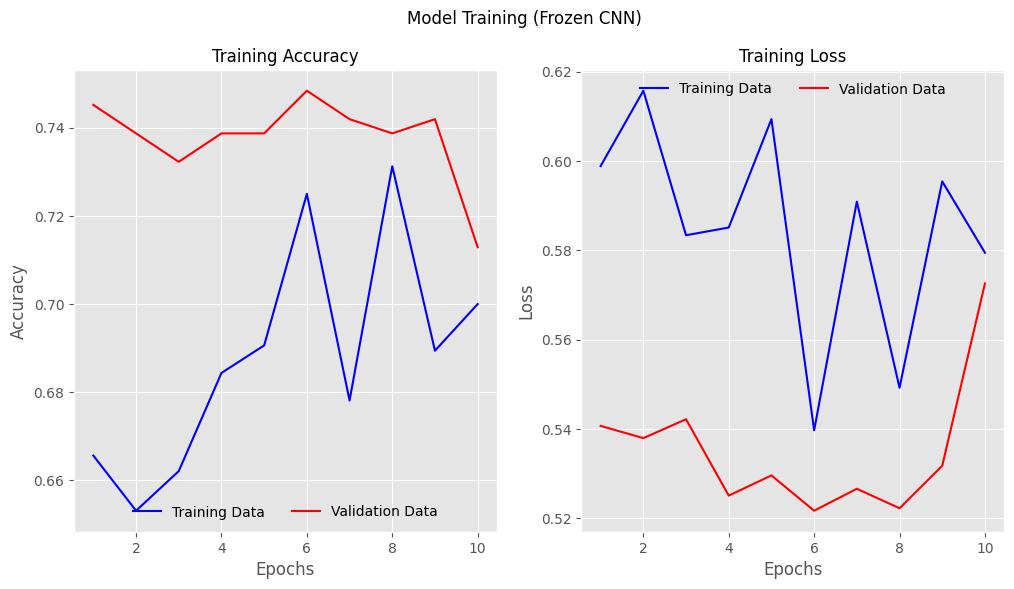 Model Training (Frozen CNN)
Training Accuracy
Accuracy
0.74
0.72
0.70
0.68
0.66
Training Data
Validation Data
2
4
6
8
10
Epochs
Training Loss
Loss
0.62
0.60
0.58
0.56
0.54
0.52
Training Data
Validation Data
2
4
6
8
10
Epochs